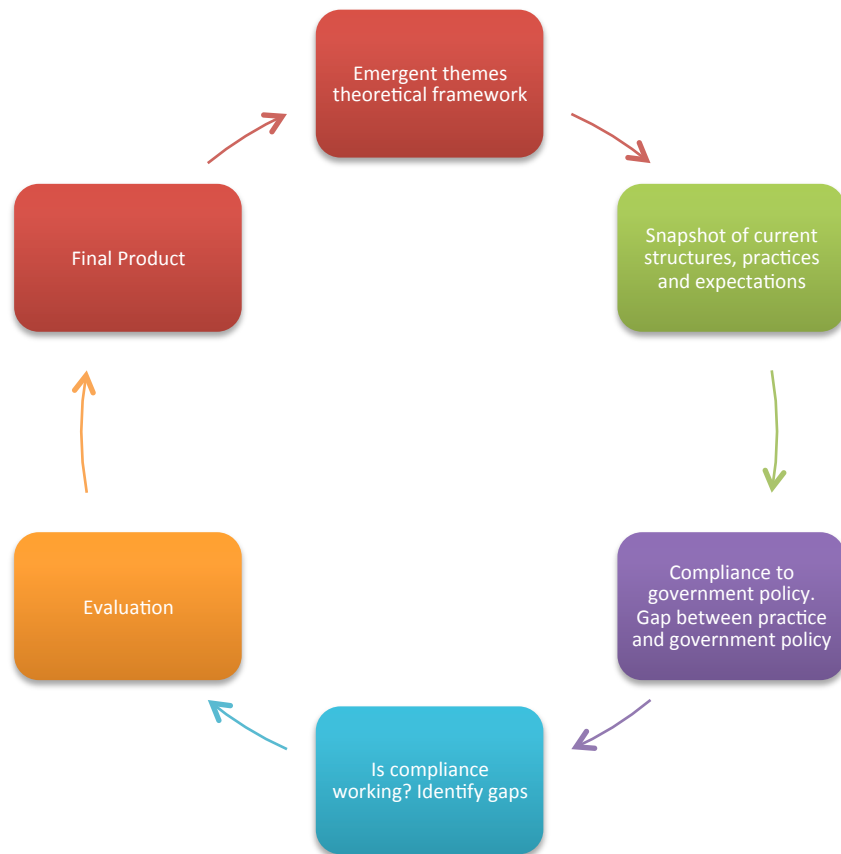 Emergent themes
theoretical framework
Snapshot of current
structures, practices
and expectations
Compliance to
government policy.
Gap between practice
and government policy
Is compliance
working? Identify gaps
Evaluation
Final Product